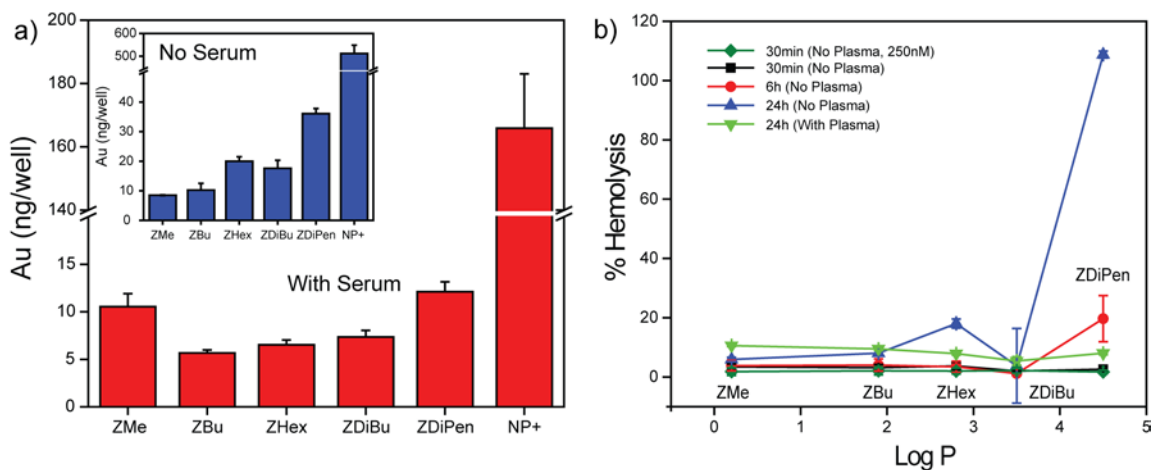 a)
200
180
160
140
15
10
5
0
Au (ng/well)
With Serum
ZMe
ZBu
ZHex
ZDiBu
ZDiPen
NP+
No Serum
600
500
40
30
20
10
0
Au (ng/well)
ZMe
ZBu
ZHex
ZDiBu
ZDiPen
NP+
b)
120
100
80
60
40
20
0
% Hemolysis
30min (No Plasma, 250nM)
30min (No Plasma)
6h (No Plasma)
24h (No Plasma)
24h (With Plasma)
ZDiPen
ZMe
ZBu
ZHex
ZDiBu
0
1
2
3
4
5
Log P